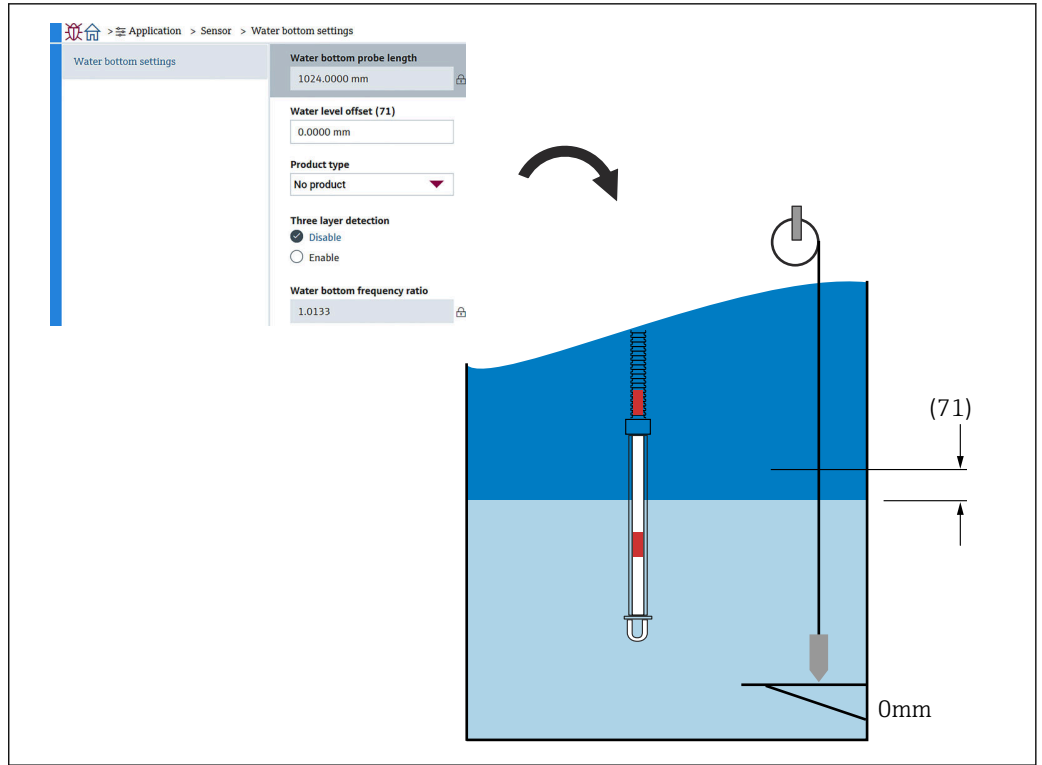 > Application > Sensor > Water bottom settings
Water bottom settings
Water bottom probe length
1024.0000 mm
Water level offset (71)
0.0000 mm
Product type
No product
Three layer detection
Disable
Enable
Water bottom frequency ratio
1.0133
(71)
0mm